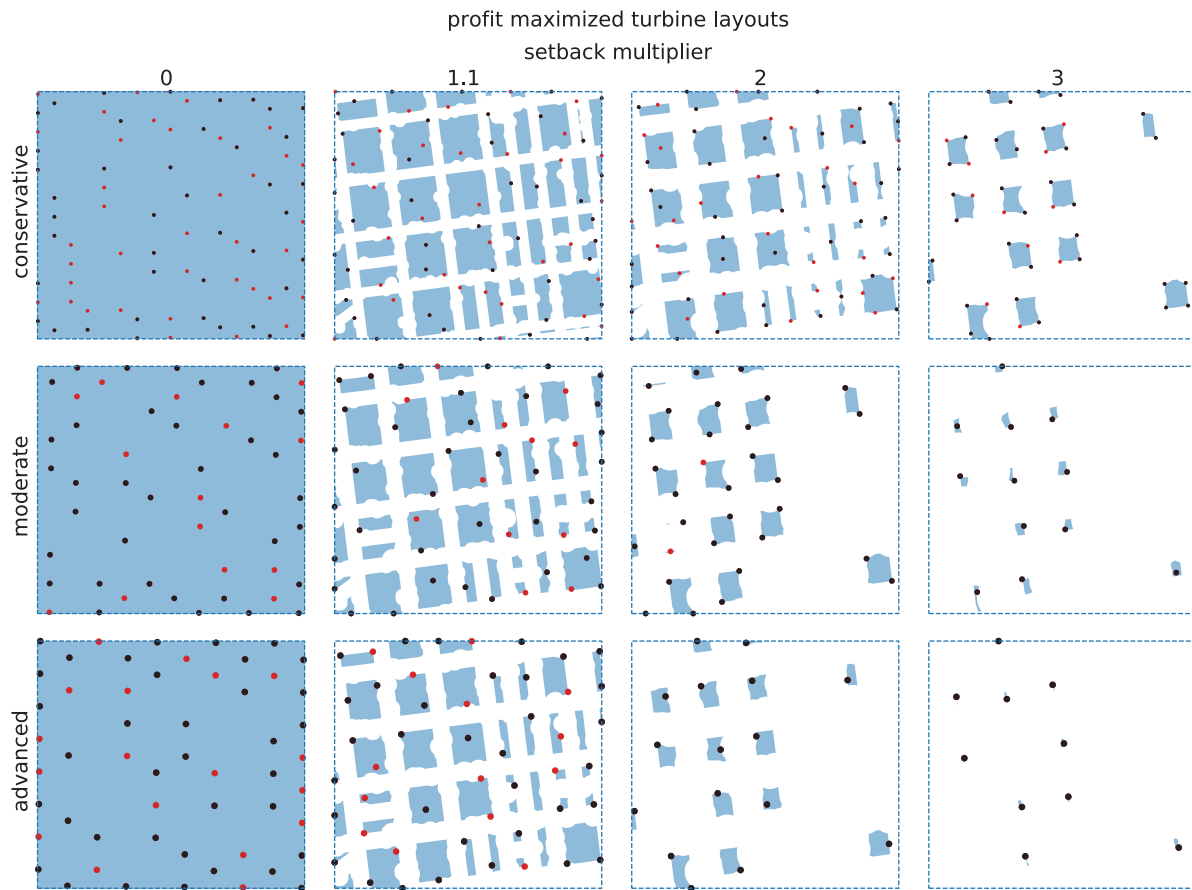 profit maximized turbine layouts
setback multiplier
0 1.1 2 3
conservative
moderate
advanced